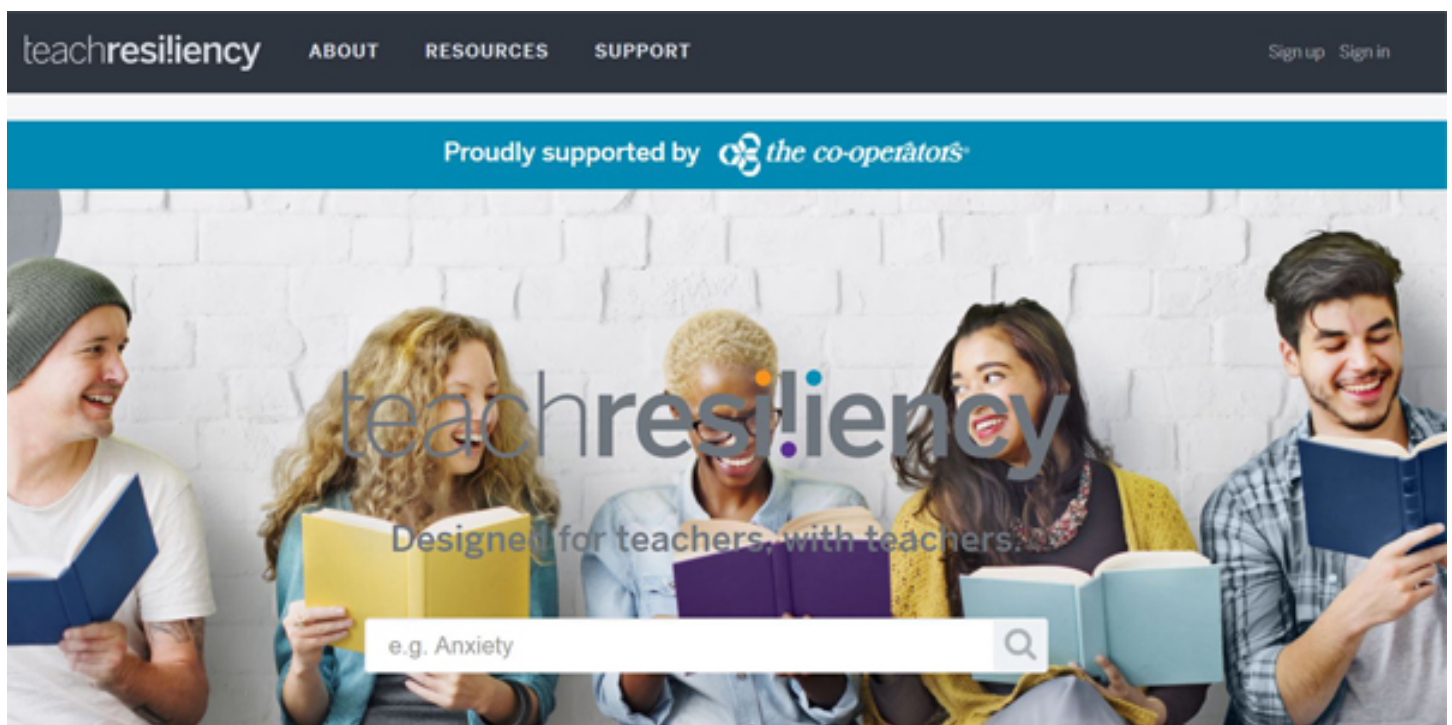 teachresiliency ABOUT RESOURCES SUPPORT Sign up Sign in
Proudly supported by the co-operators
teachresiliency
Designed for teachers, with teachers.
e.g. Anxiety